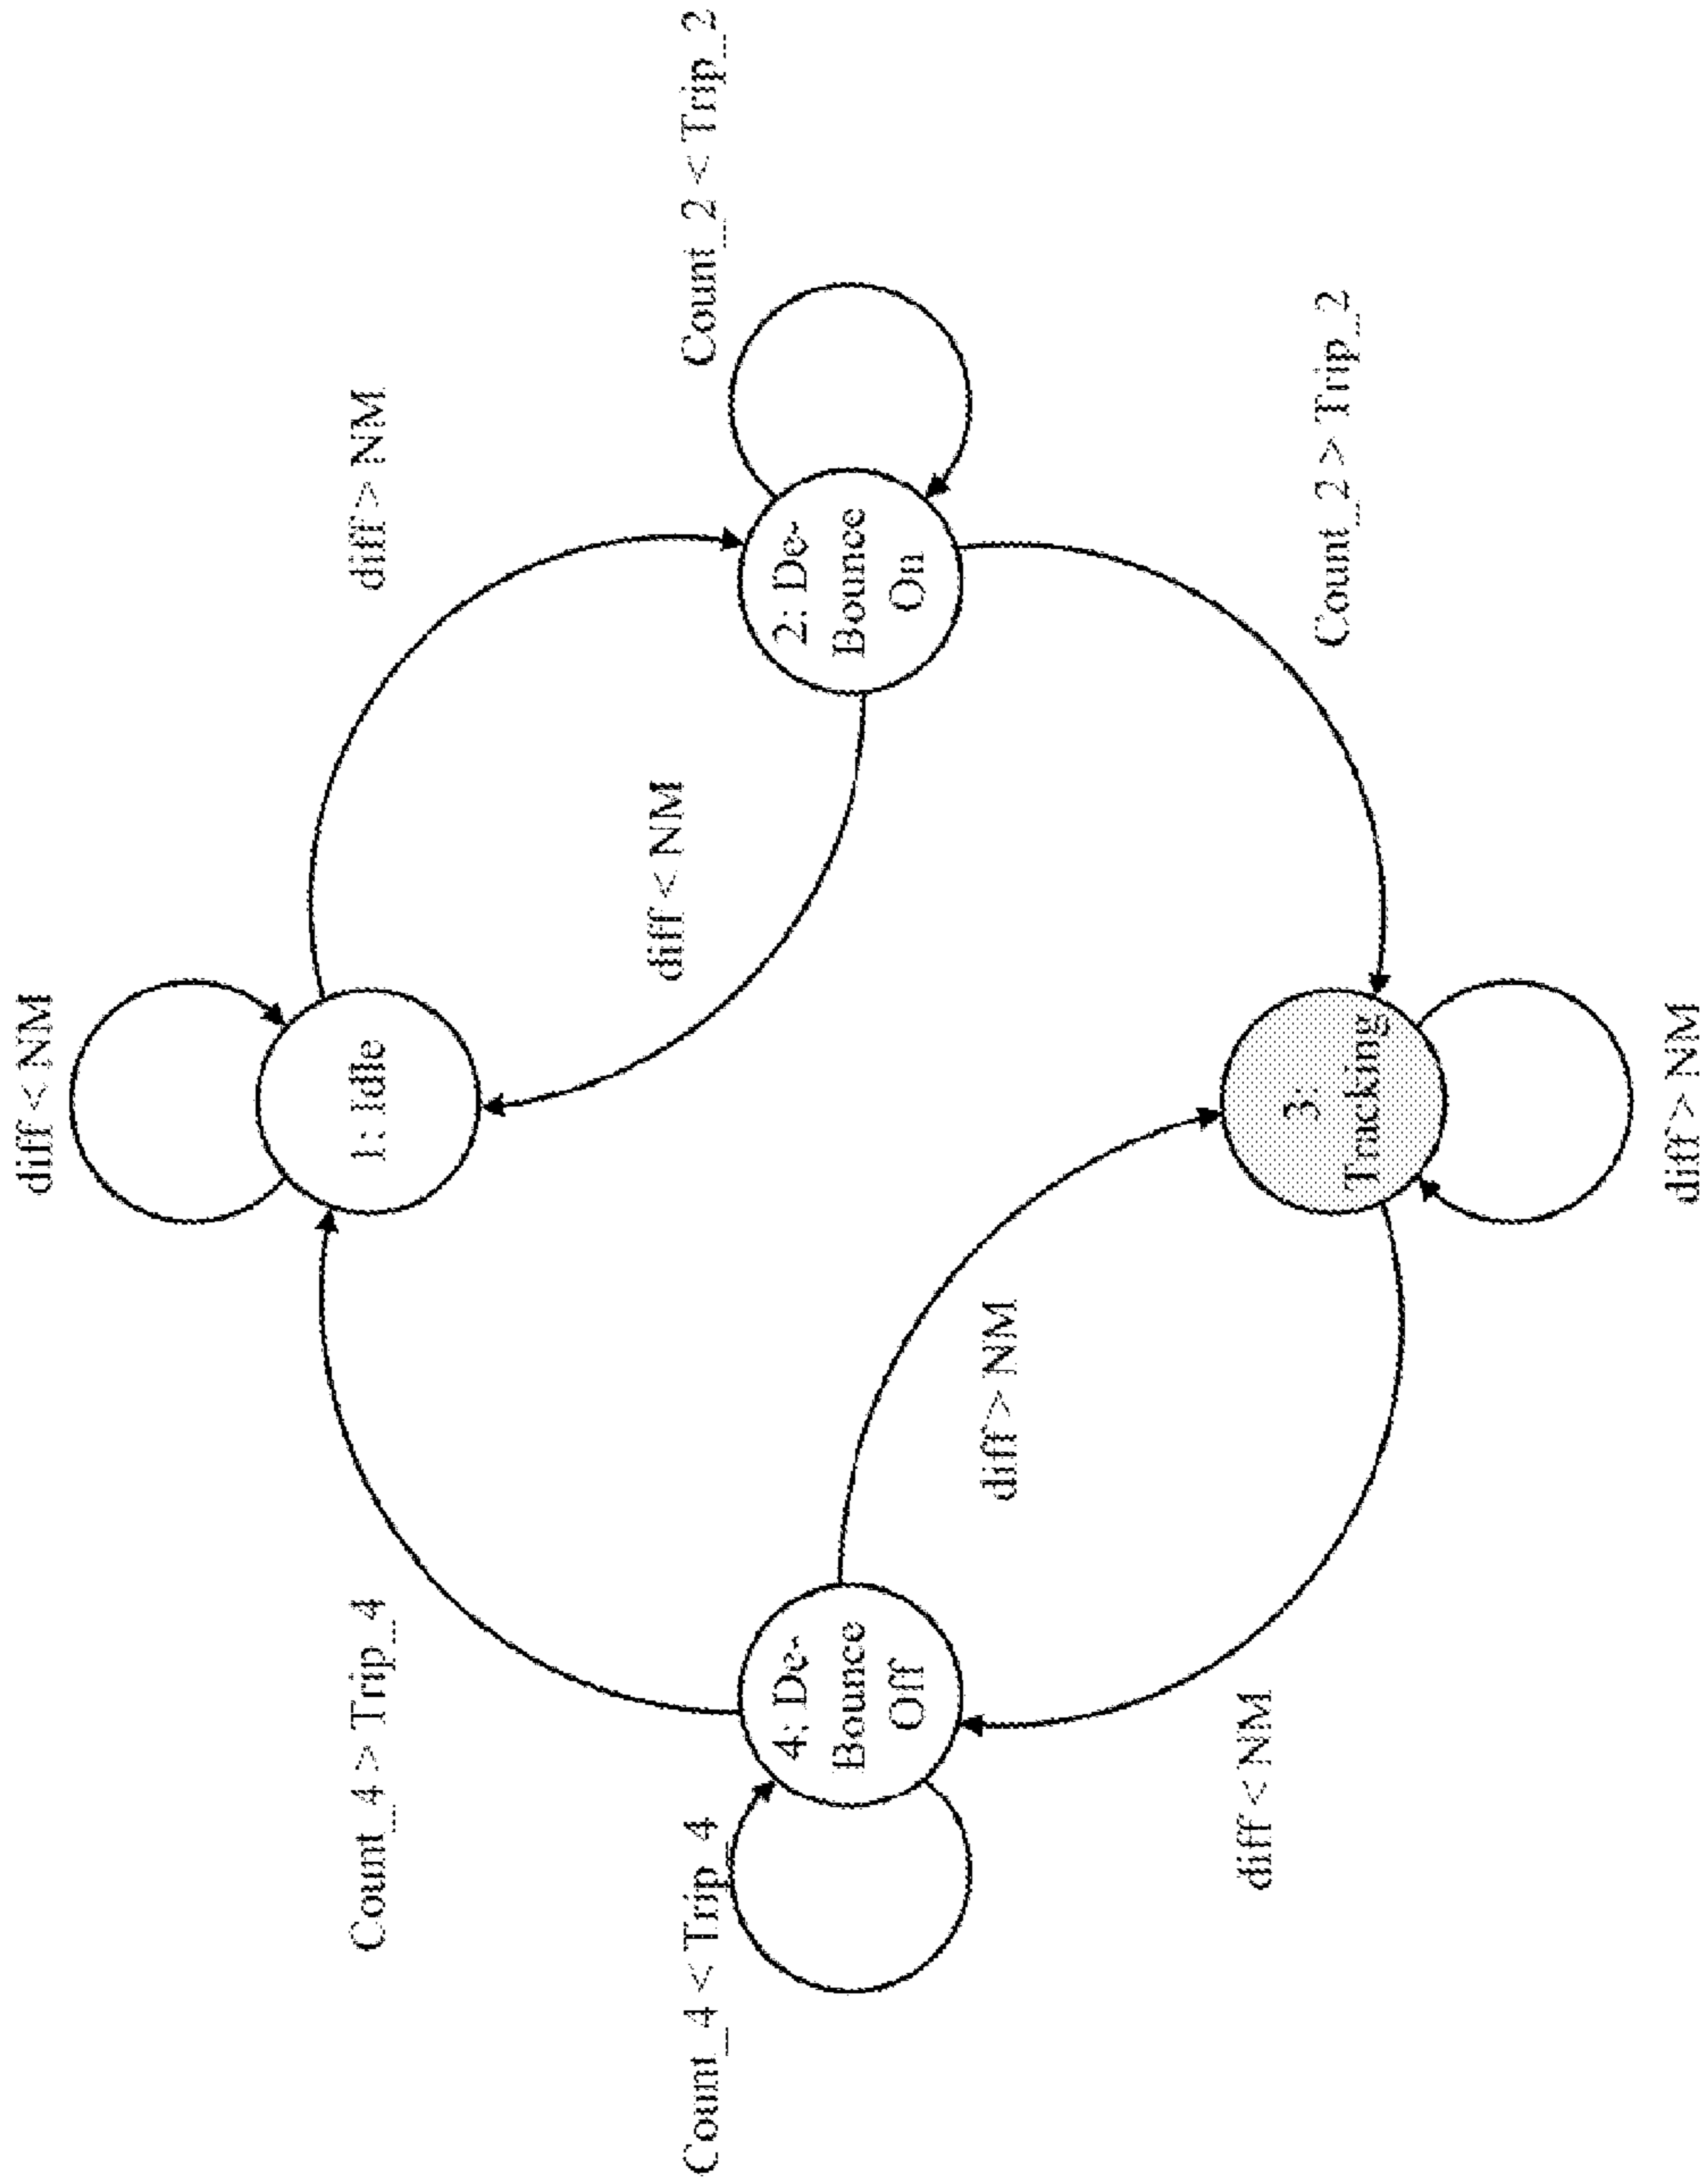 diff < NM
1: Idle
diff > NM
diff < NM
Count_2 < Trip_2
2: De-
Bounce
On
Count_2 > Trip_2
3:
Tracking
diff > NM
diff > NM
diff < NM
4: De-
Bounce
Off
Count_4 < Trip_4
Count_4 > Trip_4